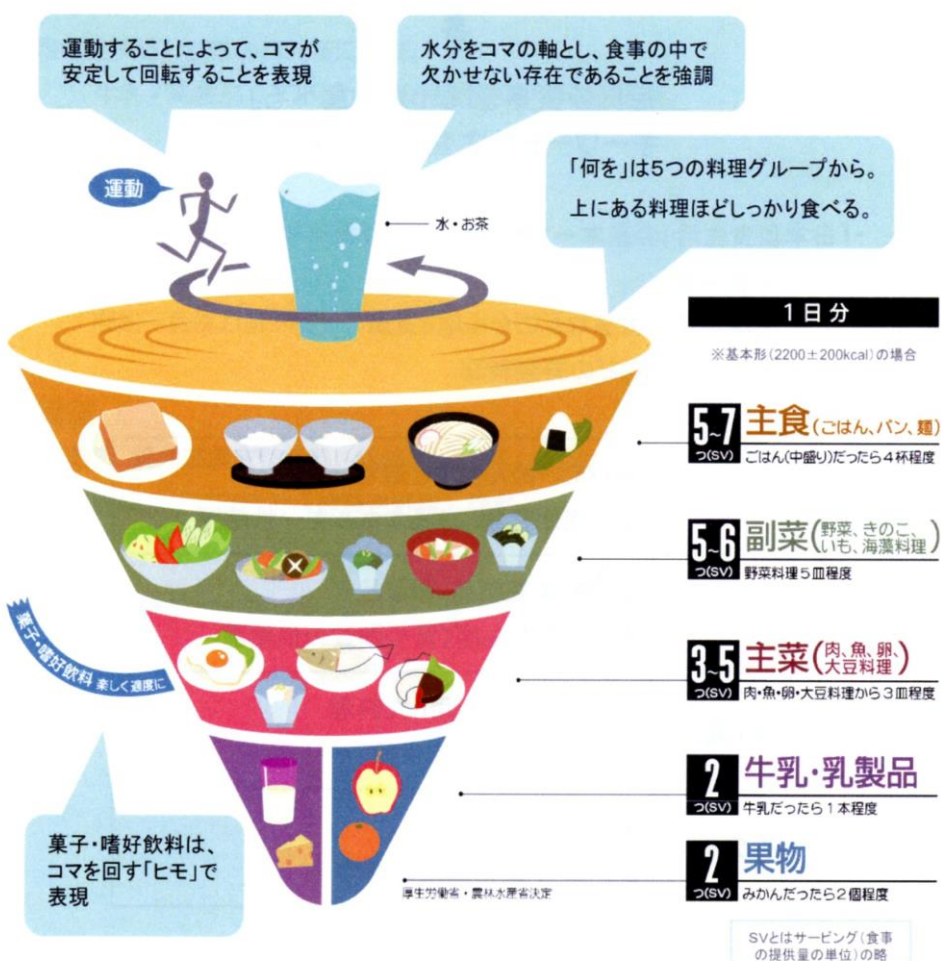 運動することによって、コマが
安定して回転することを表現
水分をコマの軸とし、食事の中で
欠かせない存在であることを強調
「何を」は5つの料理グループから。
上にある料理ほどしっかり食べる。
運動
水・お茶
1日分
※基本形(2200±200kcal)の場合
5~7
つ(SV)
主食(ごはん、パン、麺)
ごはん(中盛り)だったら4杯程度
5~6
つ(SV)
副菜(野菜、きのこ、
いも、海藻料理)
野菜料理5皿程度
菓子・嗜好飲料 楽しく適度に
3~5
つ(SV)
主菜(肉、魚、卵、
大豆料理)
肉・魚・卵・大豆料理から3皿程度
2
つ(SV)
牛乳・乳製品
牛乳だったら1本程度
菓子・嗜好飲料は、
コマを回す「ヒモ」で
表現
2
つ(SV)
果物
みかんだったら2個程度
厚生労働省・農林水産省決定
SVとはサービング(食事
の提供量の単位)の略